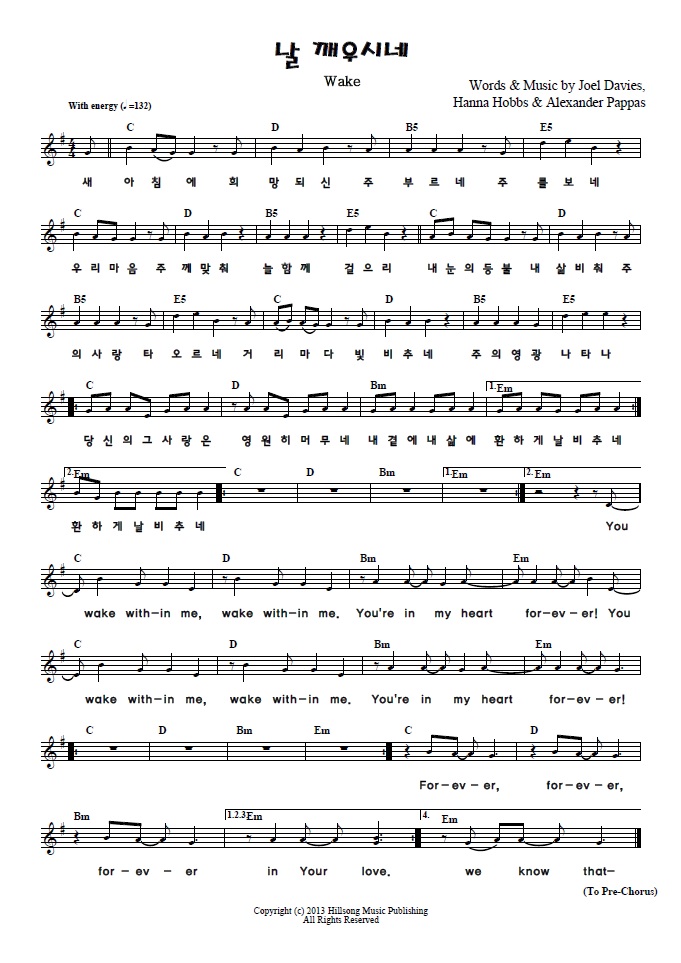 날 깨우시네
Wake
Words & Music by Joel Davies,
Hanna Hobbs & Alexander Pappas
With energy (♩ =132)
C D B5 E5
4 4
새 아 침 에 희 망 되 신 주 부 르 네 주 를 보 네
C D B5 E5 C D
우 리 마 음 주 께 맞 춰 늘 함 께 걸 으 리 내 눈 의 등 불 내 삶 비 춰 주
B5 E5 C D B5 E5
의 사 랑 타 오 르 네 거 리 마 다 빛 비 추 네 주 의 영 광 나 타 나
C D Bm 1. Em
당 신 의 그 사 랑 은 영 원 히 머 무 네 내 곁 에 내 삶 에 환 하 게 날 비 추 네
2. Em C D Bm 1. Em 2. Em
환 하 게 날 비 추 네 You
C D Bm Em
wake with-in me, wake with-in me. You're in my heart for-ev-er! You
C D Bm Em
wake with-in me, wake with-in me. You're in my heart for-ev-er!
C D Bm Em C D
For-ev-er, for-ev-er,
Bm 1.2.3. Em 4. Em
for-ev-er in Your love. we know that-
(To Pre-Chorus)
Copyright (c) 2013 Hillsong Music Publishing
All Rights Reserved